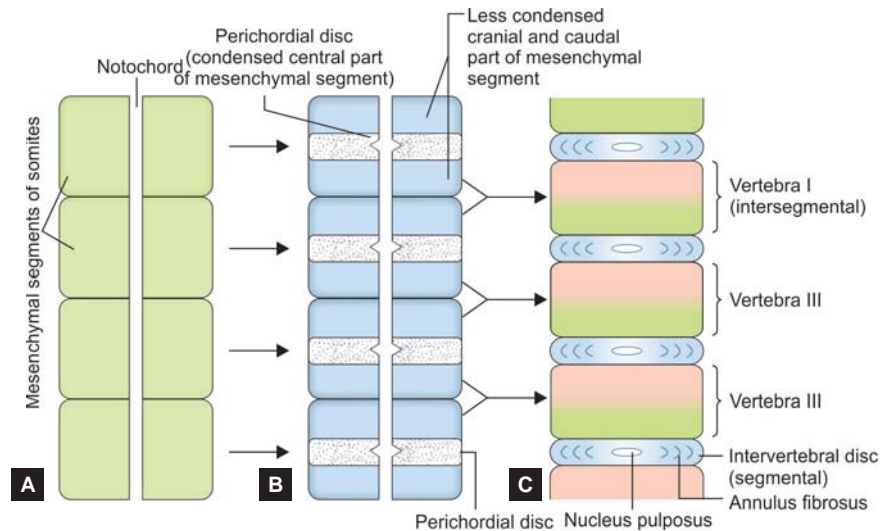 Notochord
Perichordial disc
(condensed central part
of mesenchymal segment)
Less condensed
cranial and caudal
part of mesenchymal
segment
Mesenchymal segments of somites
Vertebra I
(intersegmental)
Vertebra III
Vertebra III
Intervertebral disc
(segmental)
Annulus fibrosus
Nucleus pulposus
Perichordial disc
A
B
C